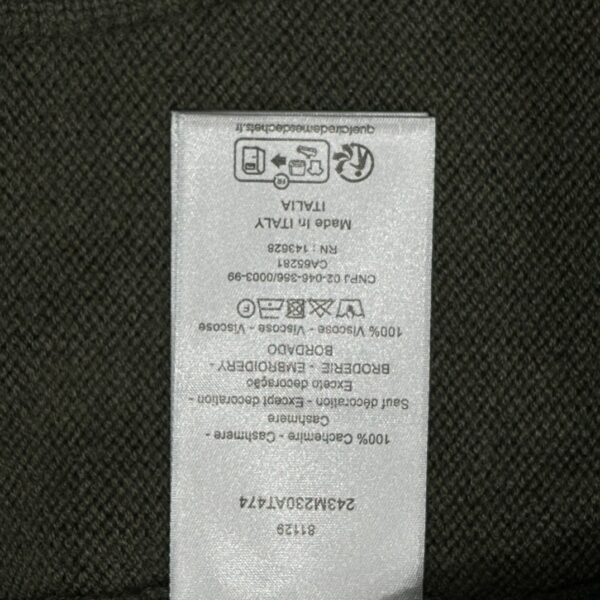 81129
243M230AT474
100% Cachemire - Cashmere -
Cashmere
Sauf décoration - Except decoration -
Exceto decoração
BRODERIE - EMBROIDERY -
BORDADO
100% Viscose - Viscose - Viscose
CNPJ 02-046-356/0003-99
CA65281
RN : 143628
Made in ITALY
ITALIA
FR
quefairedemesdechets.fr